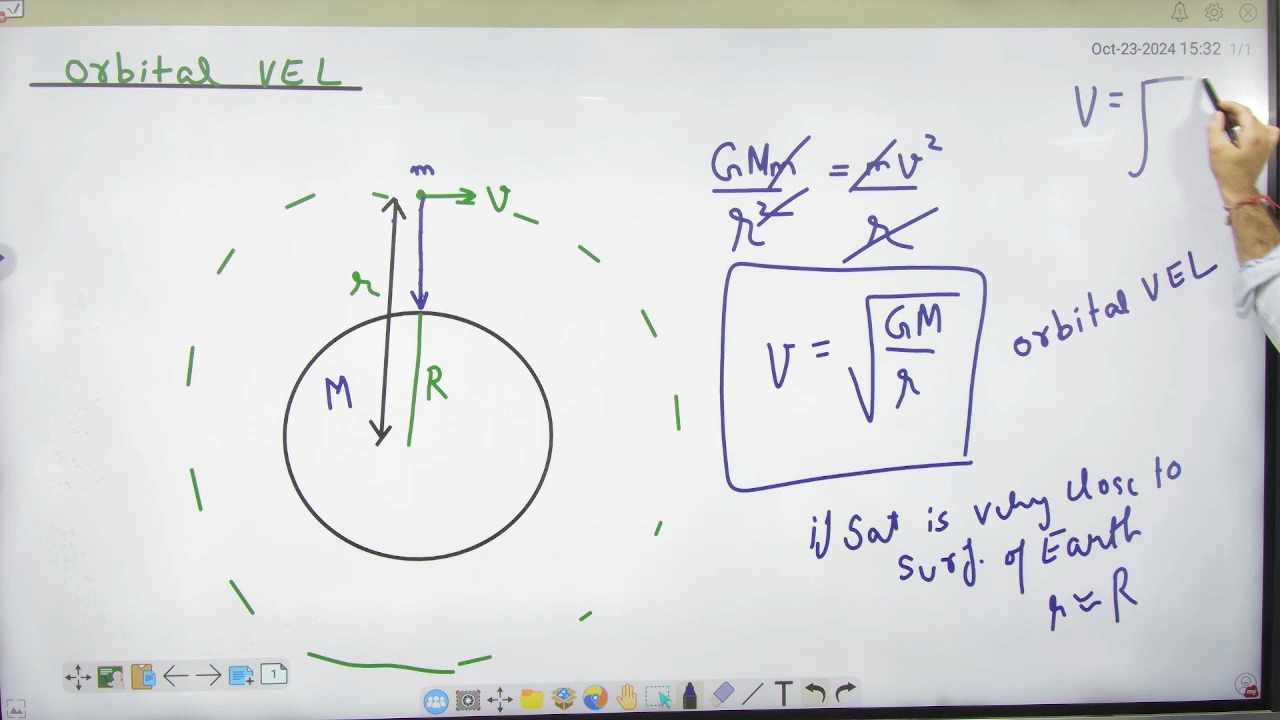 Oct-23-2024 15:32 1/1
Orbital VEL
V =
m
V
r
M
R
GMm/r² = mv²/r
V = √(GM/r)
orbital VEL
if Sat is very close to
surf. of Earth
r ≈ R
1
T
my